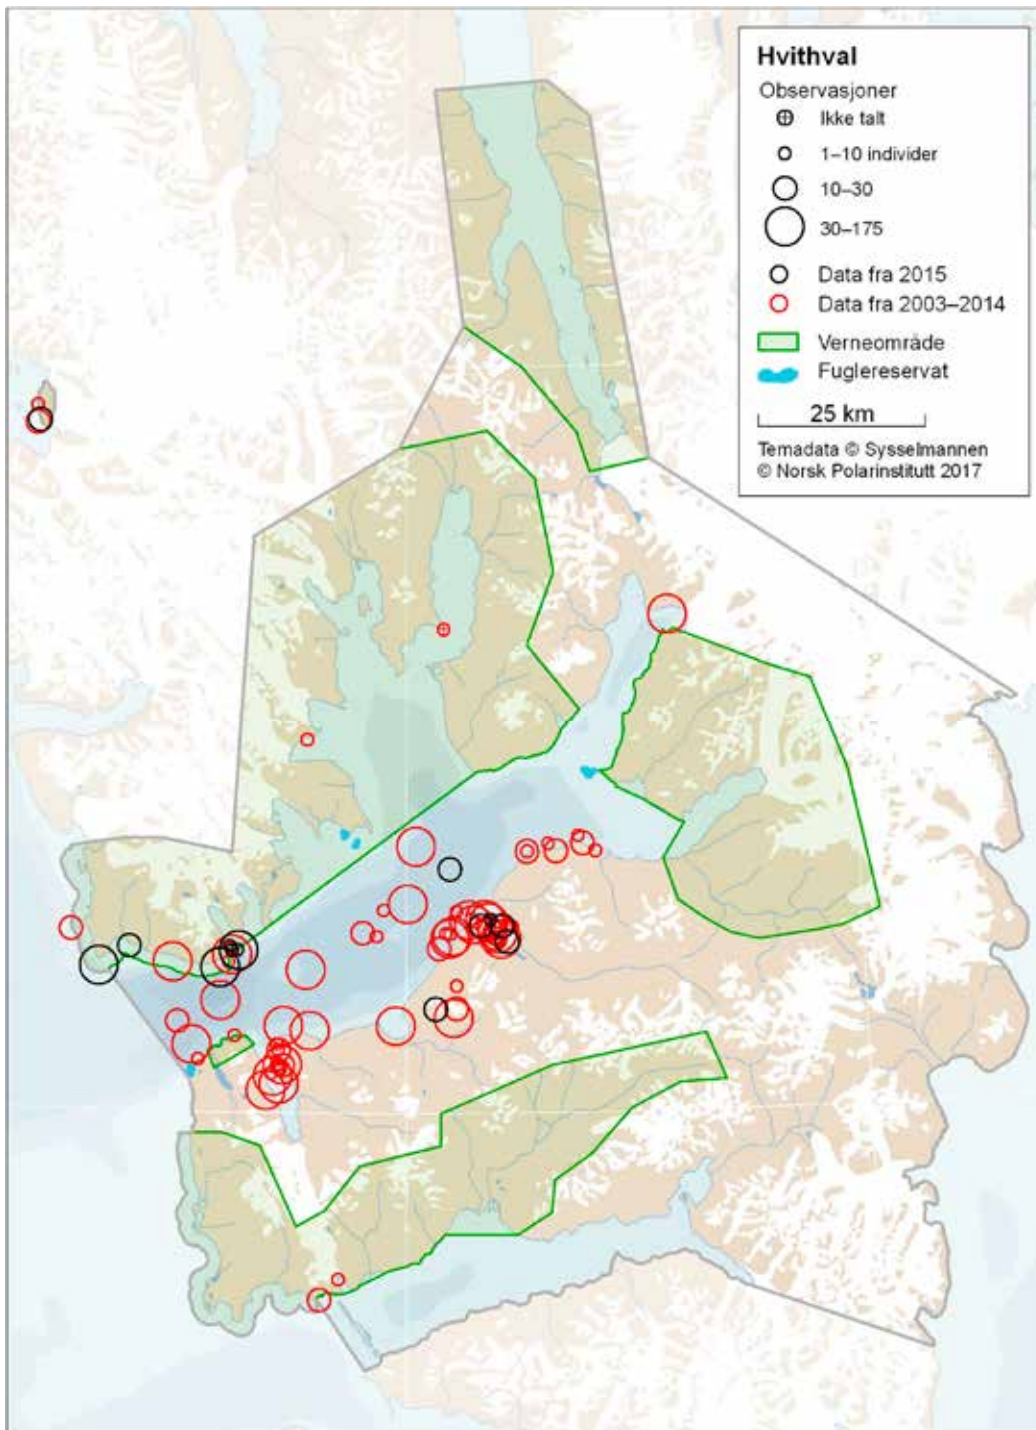 Hvithval
Observasjoner
Ikke talt
1–10 individer
10–30
30–175
Data fra 2015
Data fra 2003–2014
Verneområde
Fuglereservat
25 km
Temadata © Sysselmannen
© Norsk Polarinstitutt 2017